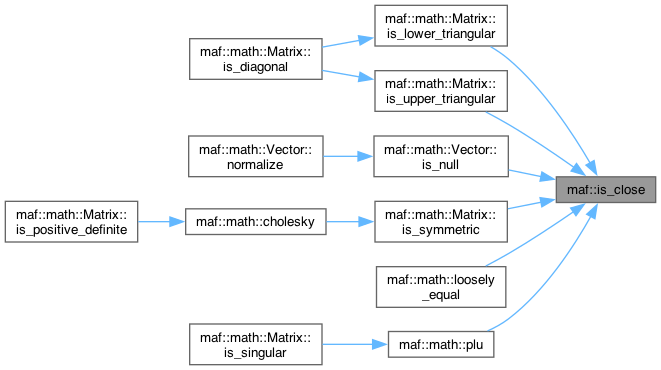 maf::math::Matrix::
is_lower_triangular
maf::math::Matrix::
is_diagonal
maf::math::Matrix::
is_upper_triangular
maf::math::Vector::
normalize
maf::math::Vector::
is_null
maf::is_close
maf::math::Matrix::
is_positive_definite
maf::math::cholesky
maf::math::Matrix::
is_symmetric
maf::math::loosely
_equal
maf::math::Matrix::
is_singular
maf::math::plu